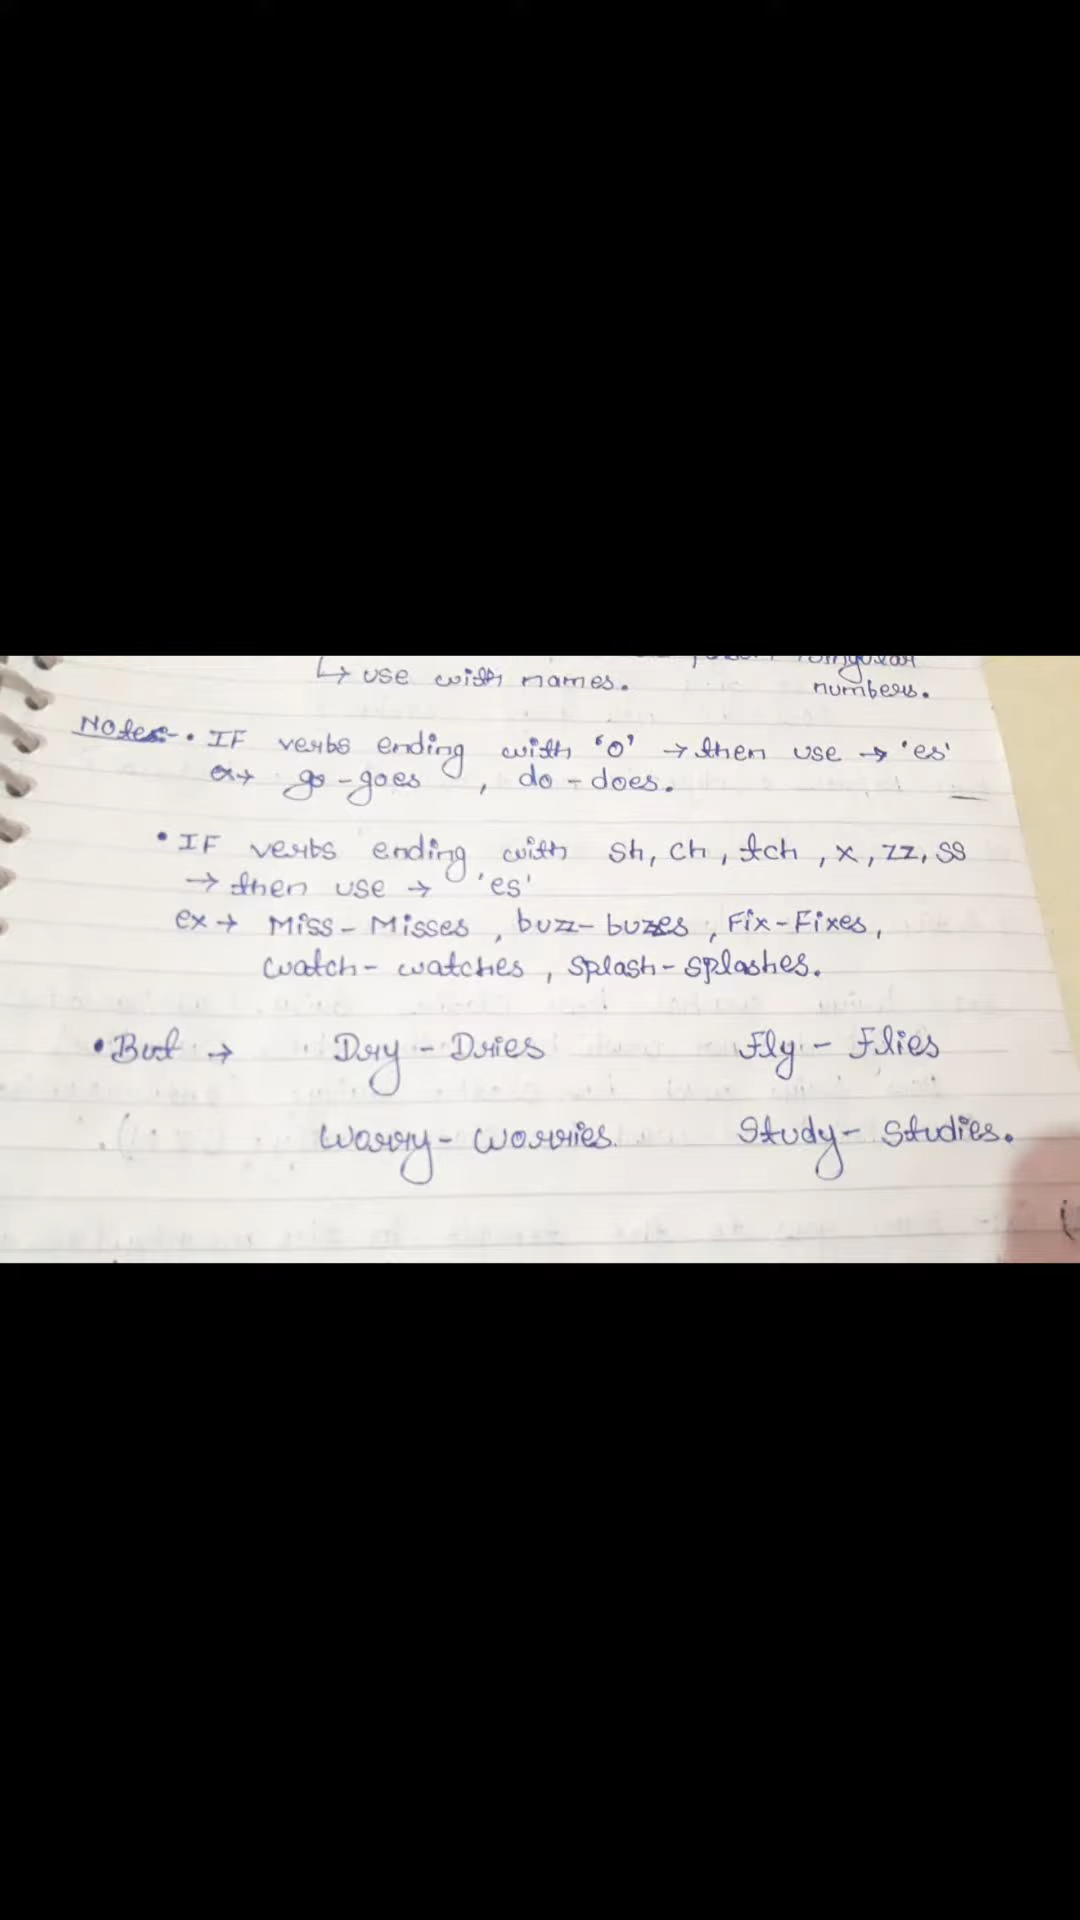 ↳ use with names. numbers.
Notes:- • IF verbs ending with 'o' → then use → 'es'
ex→ go - goes , do - does.
• IF verbs ending with sh, ch, tch, x, zz, ss
→ then use → 'es'
ex → Miss - Misses , buzz - buzzes , Fix - Fixes,
watch - watches , splash - splashes.
• But → Dry - Dries Fly - Flies
Worry - Worries. Study - Studies.